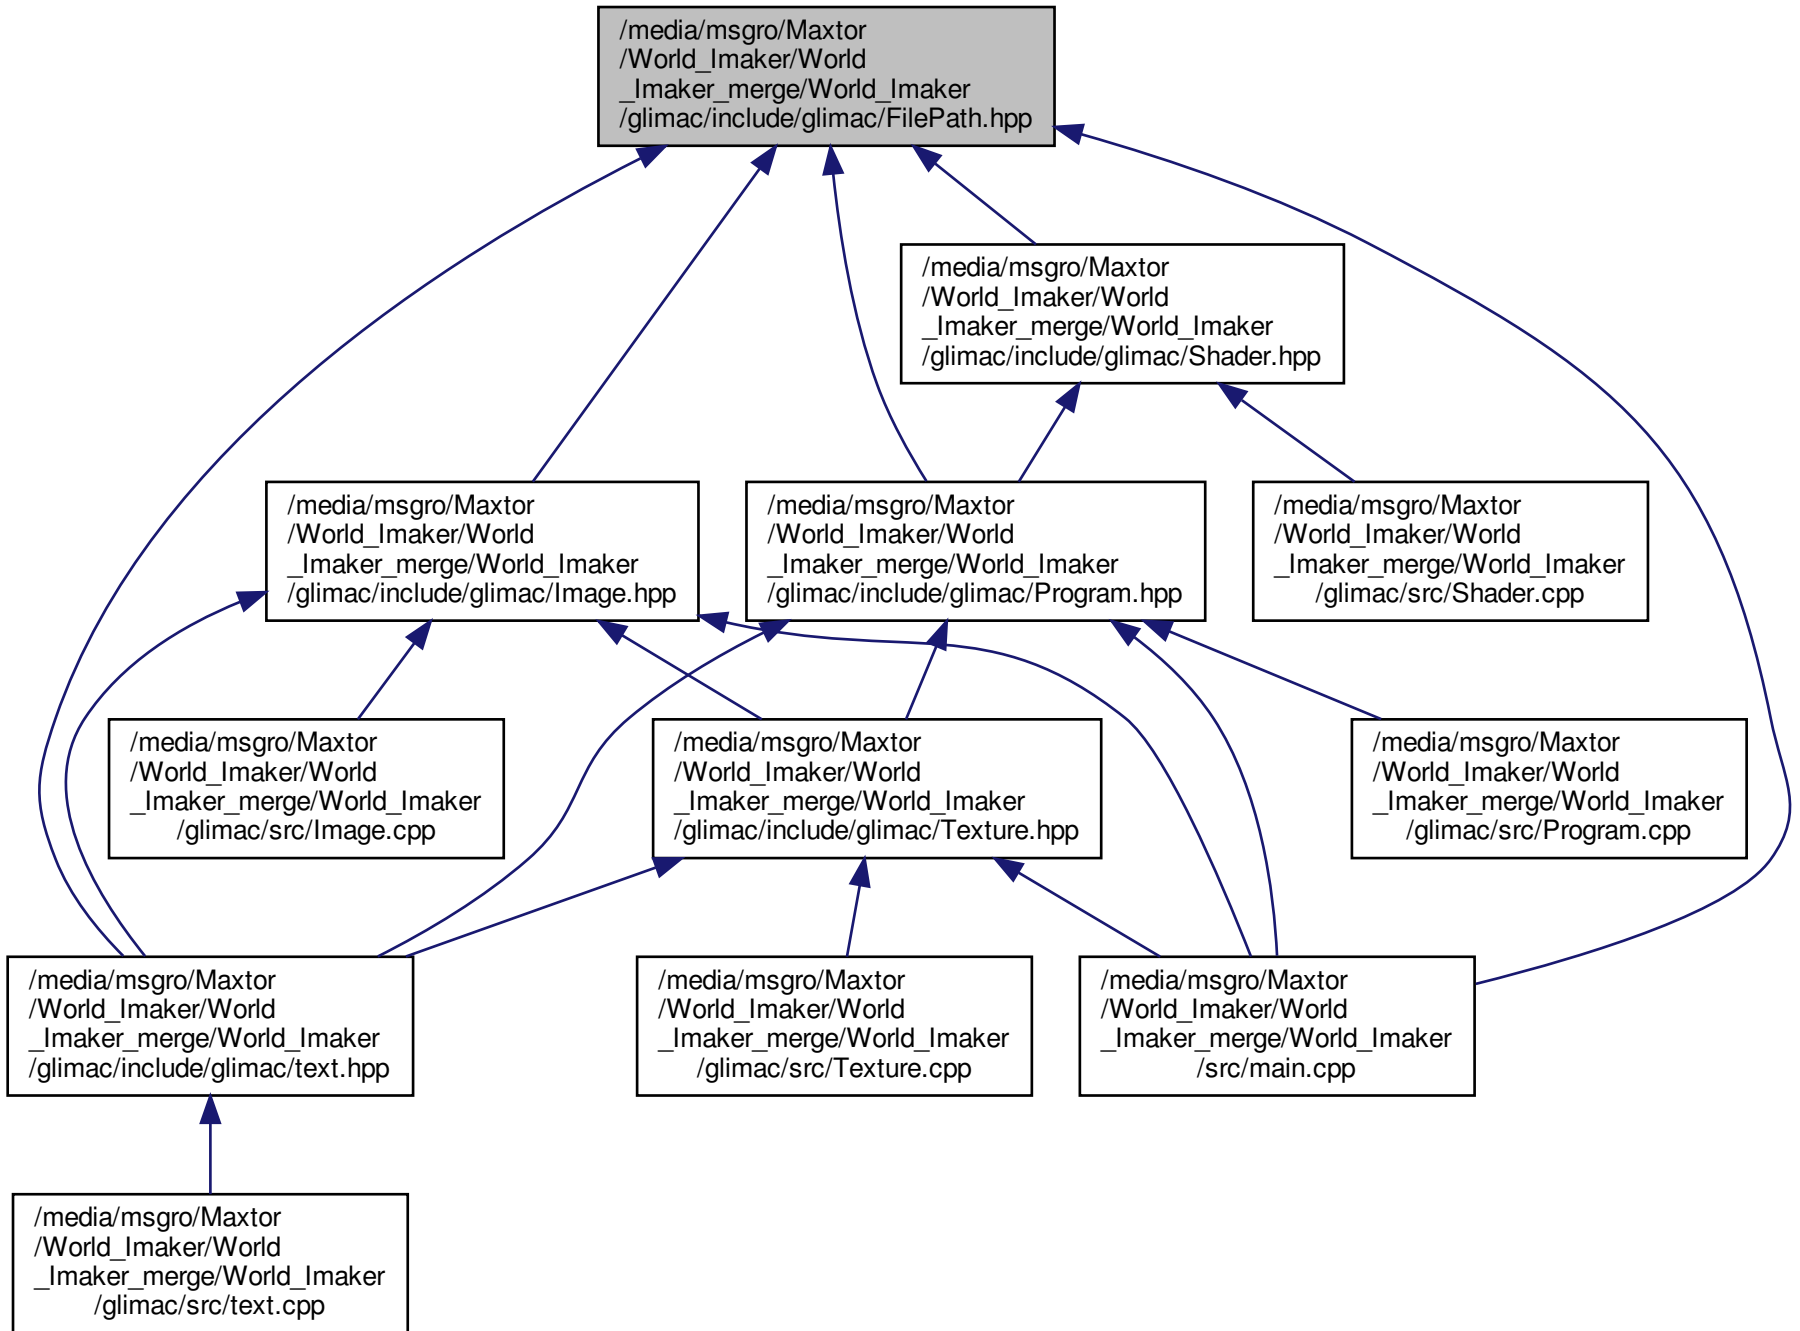 /media/msgro/Maxtor
/World_Imaker/World
_Imaker_merge/World_Imaker
/glimac/include/glimac/FilePath.hpp
/media/msgro/Maxtor
/World_Imaker/World
_Imaker_merge/World_Imaker
/glimac/include/glimac/Shader.hpp
/media/msgro/Maxtor
/World_Imaker/World
_Imaker_merge/World_Imaker
/glimac/include/glimac/Image.hpp
/media/msgro/Maxtor
/World_Imaker/World
_Imaker_merge/World_Imaker
/glimac/include/glimac/Program.hpp
/media/msgro/Maxtor
/World_Imaker/World
_Imaker_merge/World_Imaker
/glimac/src/Shader.cpp
/media/msgro/Maxtor
/World_Imaker/World
_Imaker_merge/World_Imaker
/glimac/src/Image.cpp
/media/msgro/Maxtor
/World_Imaker/World
_Imaker_merge/World_Imaker
/glimac/include/glimac/Texture.hpp
/media/msgro/Maxtor
/World_Imaker/World
_Imaker_merge/World_Imaker
/glimac/src/Program.cpp
/media/msgro/Maxtor
/World_Imaker/World
_Imaker_merge/World_Imaker
/glimac/include/glimac/text.hpp
/media/msgro/Maxtor
/World_Imaker/World
_Imaker_merge/World_Imaker
/glimac/src/Texture.cpp
/media/msgro/Maxtor
/World_Imaker/World
_Imaker_merge/World_Imaker
/src/main.cpp
/media/msgro/Maxtor
/World_Imaker/World
_Imaker_merge/World_Imaker
/glimac/src/text.cpp